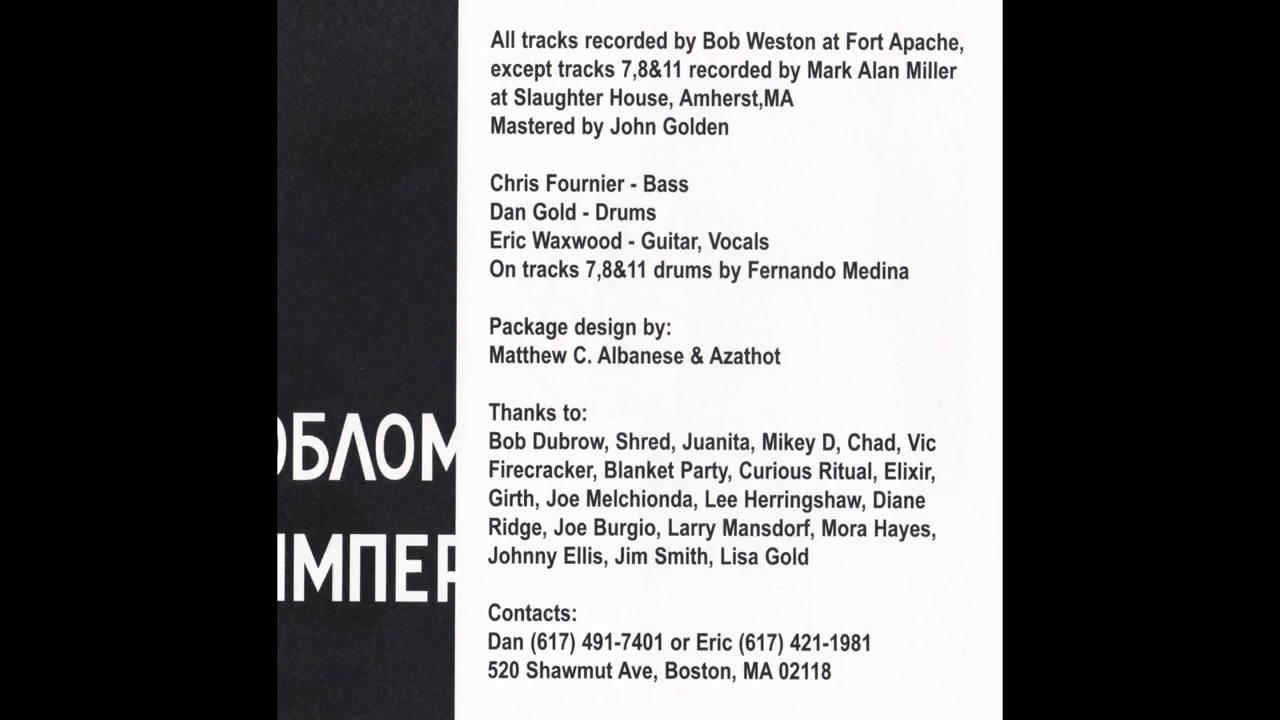 ОБЛОМ
ИМПЕР
All tracks recorded by Bob Weston at Fort Apache,
except tracks 7,8&11 recorded by Mark Alan Miller
at Slaughter House, Amherst,MA
Mastered by John Golden
Chris Fournier - Bass
Dan Gold - Drums
Eric Waxwood - Guitar, Vocals
On tracks 7,8&11 drums by Fernando Medina
Package design by:
Matthew C. Albanese & Azathot
Thanks to:
Bob Dubrow, Shred, Juanita, Mikey D, Chad, Vic
Firecracker, Blanket Party, Curious Ritual, Elixir,
Girth, Joe Melchionda, Lee Herringshaw, Diane
Ridge, Joe Burgio, Larry Mansdorf, Mora Hayes,
Johnny Ellis, Jim Smith, Lisa Gold
Contacts:
Dan (617) 491-7401 or Eric (617) 421-1981
520 Shawmut Ave, Boston, MA 02118